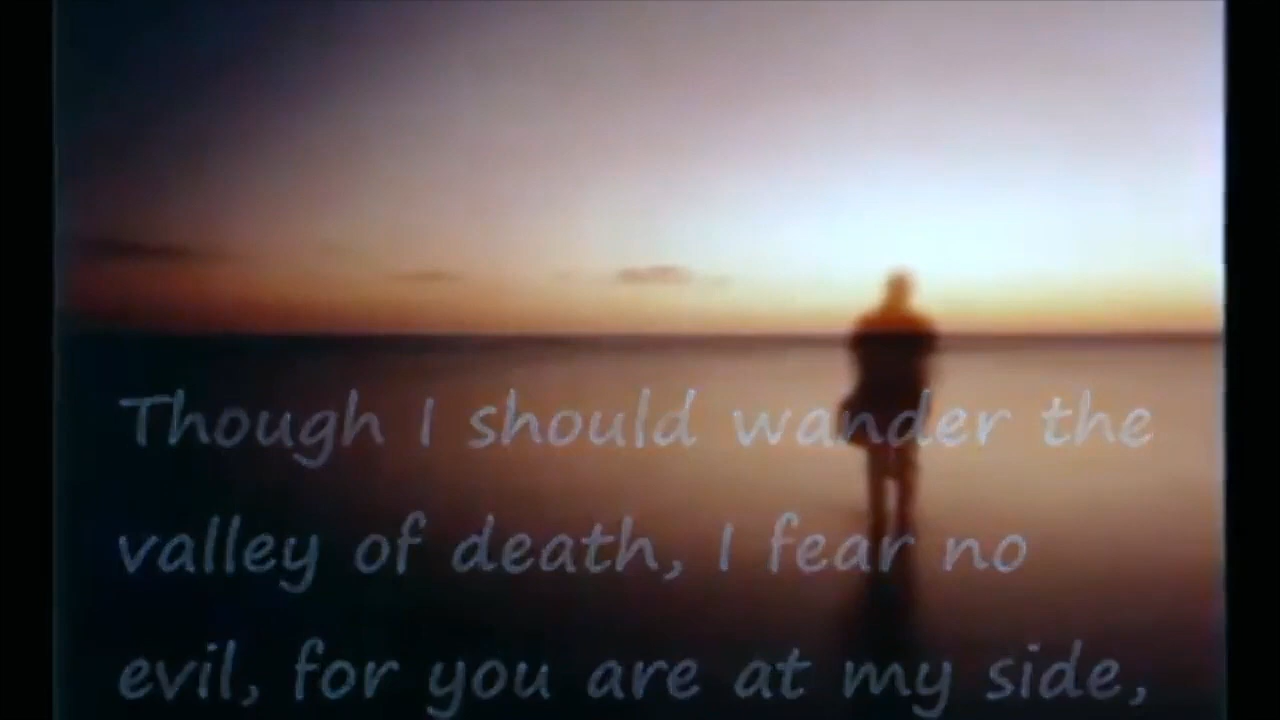 Though I should wander the
valley of death, I fear no
evil, for you are at my side,